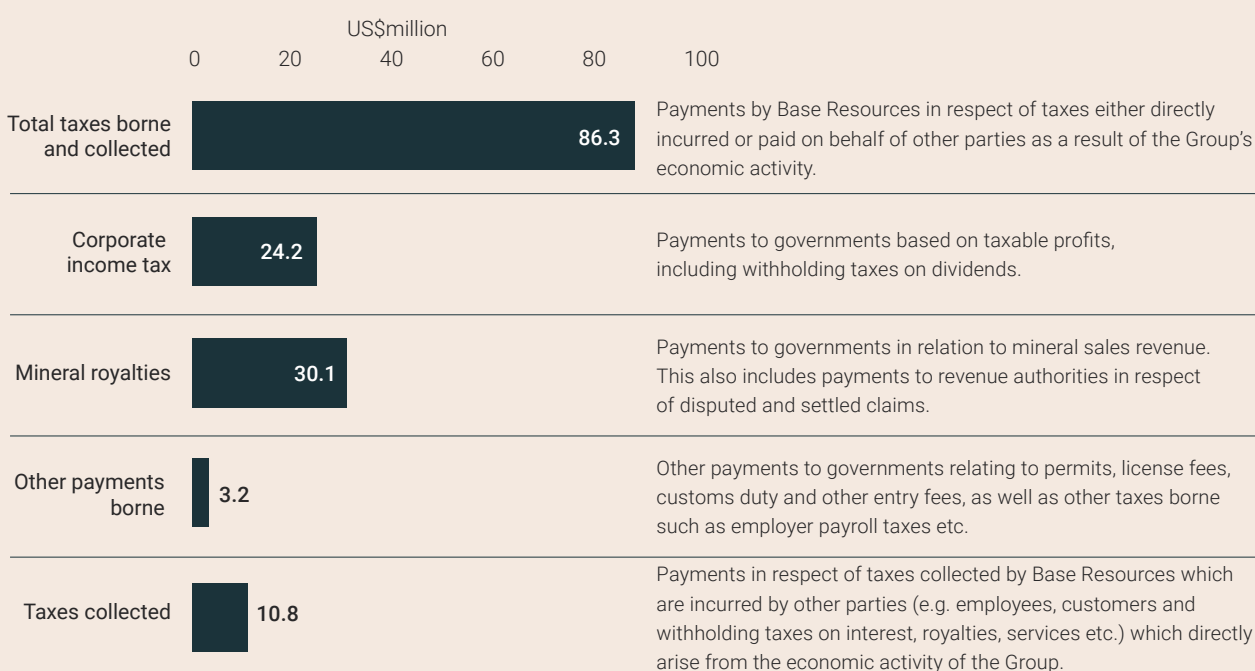 US$million
0 20 40 60 80 100
Total taxes borne
and collected
86.3
Payments by Base Resources in respect of taxes either directly
incurred or paid on behalf of other parties as a result of the Group's
economic activity.
Corporate
income tax
24.2
Payments to governments based on taxable profits,
including withholding taxes on dividends.
Mineral royalties
30.1
Payments to governments in relation to mineral sales revenue.
This also includes payments to revenue authorities in respect
of disputed and settled claims.
Other payments
borne
3.2
Other payments to governments relating to permits, license fees,
customs duty and other entry fees, as well as other taxes borne
such as employer payroll taxes etc.
Taxes collected
10.8
Payments in respect of taxes collected by Base Resources which
are incurred by other parties (e.g. employees, customers and
withholding taxes on interest, royalties, services etc.) which directly
arise from the economic activity of the Group.